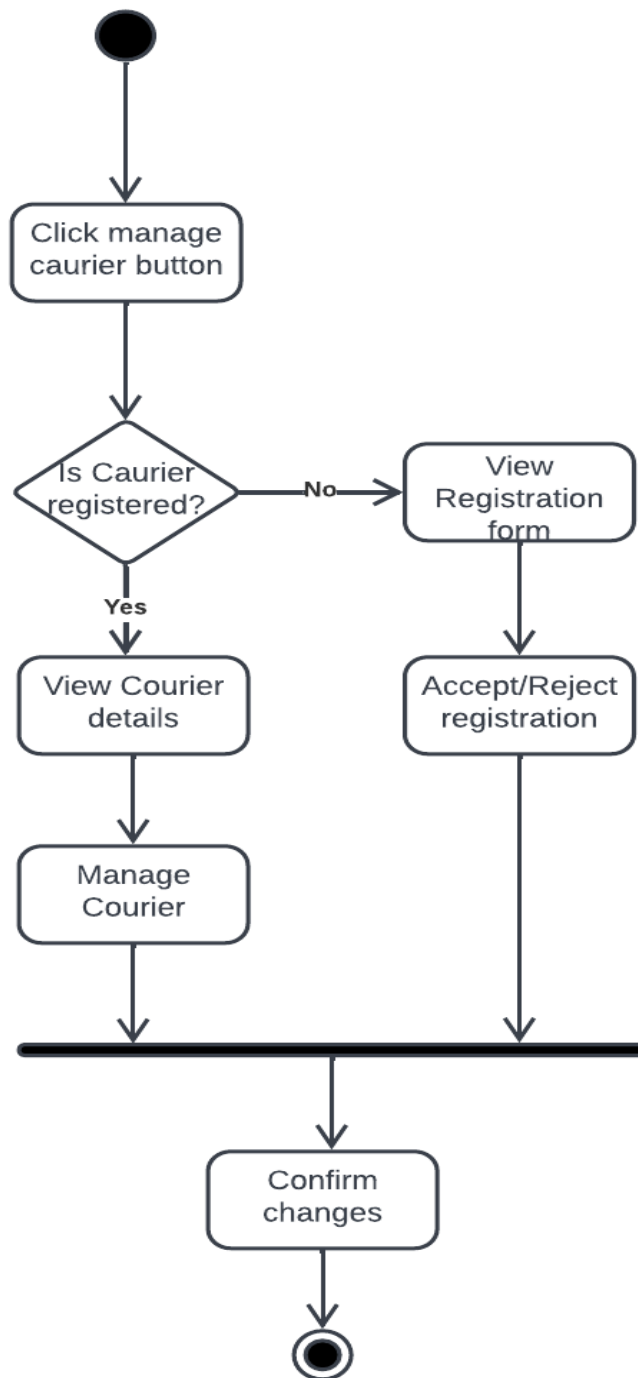 Click manage
caurier button
Is Caurier
registered?
No
View
Registration
form
Yes
View Courier
details
Accept/Reject
registration
Manage
Courier
Confirm
changes